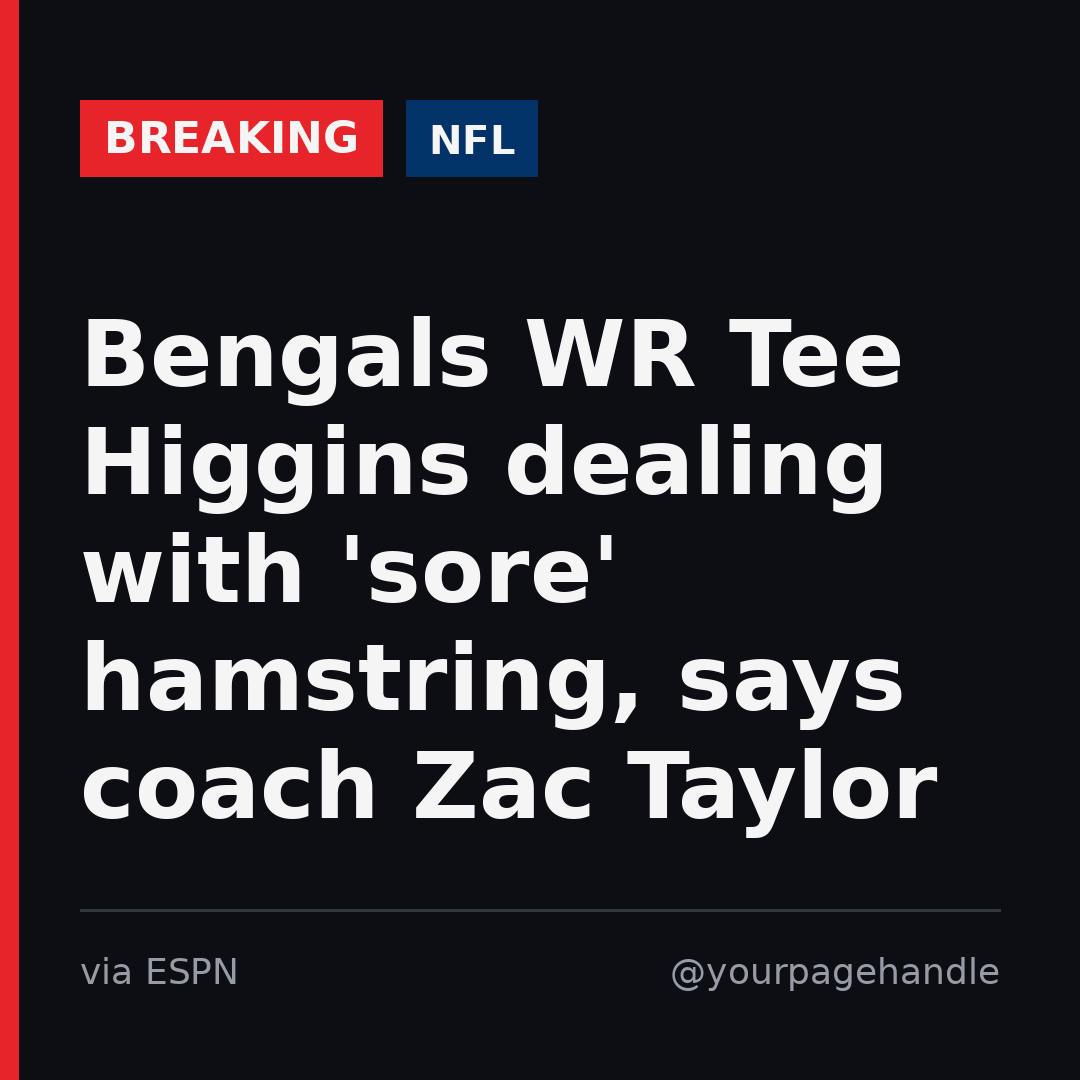 BREAKING NFL
Bengals WR Tee
Higgins dealing
with 'sore'
hamstring, says
coach Zac Taylor
via ESPN @yourpagehandle